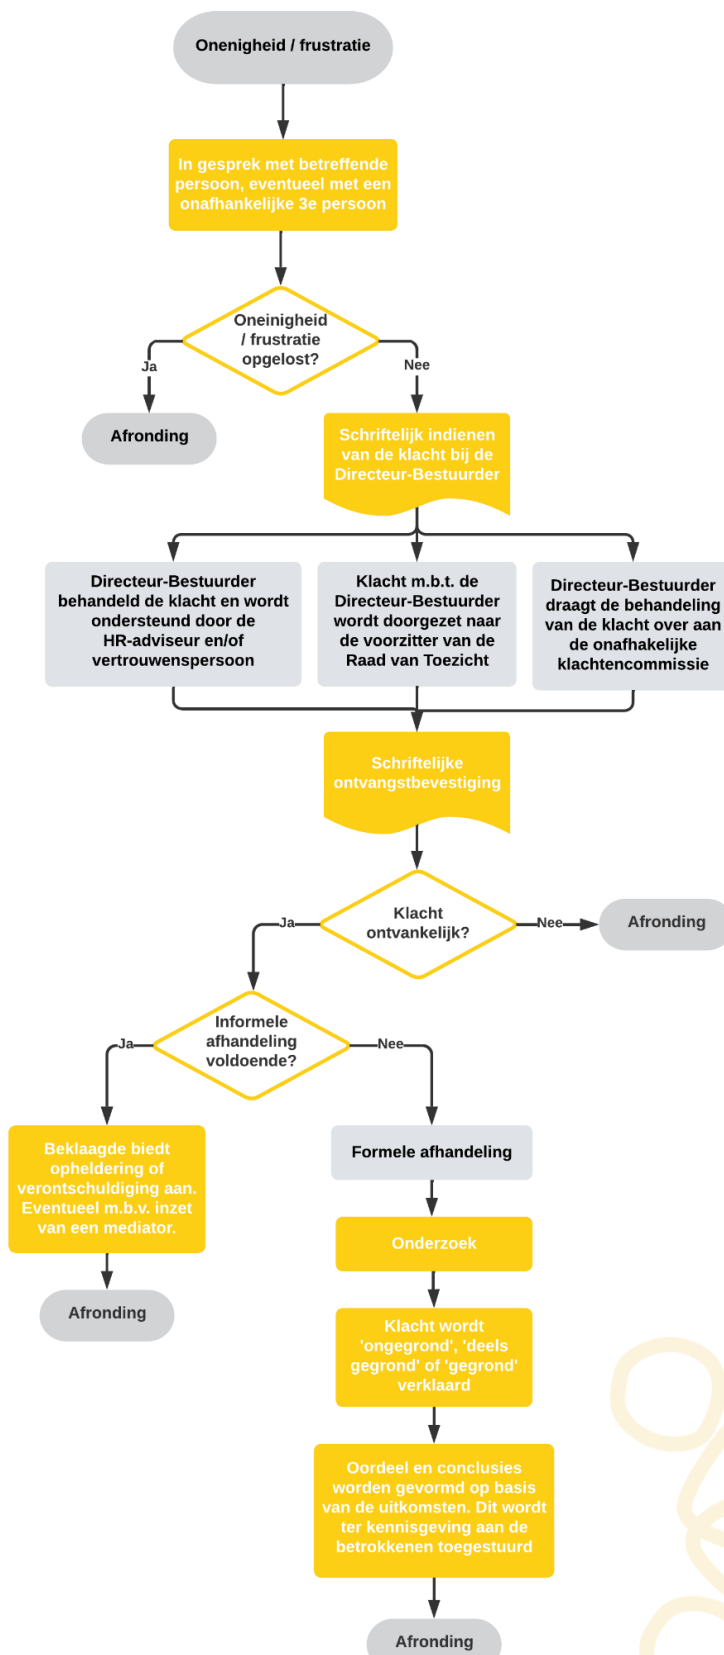 Onenigheid / frustratie
In gesprek met betreffende
persoon, eventueel met een
onafhankelijke 3e persoon
Oneinigheid
/ frustratie
opgelost?
Ja
Nee
Afronding
Schriftelijk indienen
van de klacht bij de
Directeur-Bestuurder
Directeur-Bestuurder
behandeld de klacht en wordt
ondersteund door de
HR-adviseur en/of
vertrouwenspersoon
Klacht m.b.t. de
Directeur-Bestuurder
wordt doorgezet naar
de voorzitter van de
Raad van Toezicht
Directeur-Bestuurder
draagt de behandeling
van de klacht over aan
de onafhakelijke
klachtencommissie
Schriftelijke
ontvangstbevestiging
Klacht
ontvankelijk?
Ja
Nee
Afronding
Informele
afhandeling
voldoende?
Ja
Nee
Beklaagde biedt
opheldering of
verontschuldiging aan.
Eventueel m.b.v. inzet
van een mediator.
Formele afhandeling
Onderzoek
Afronding
Klacht wordt
'ongegrond', 'deels
gegrond' of 'gegrond'
verklaard
Oordeel en conclusies
worden gevormd op basis
van de uitkomsten. Dit wordt
ter kennisgeving aan de
betrokkenen toegestuurd
Afronding